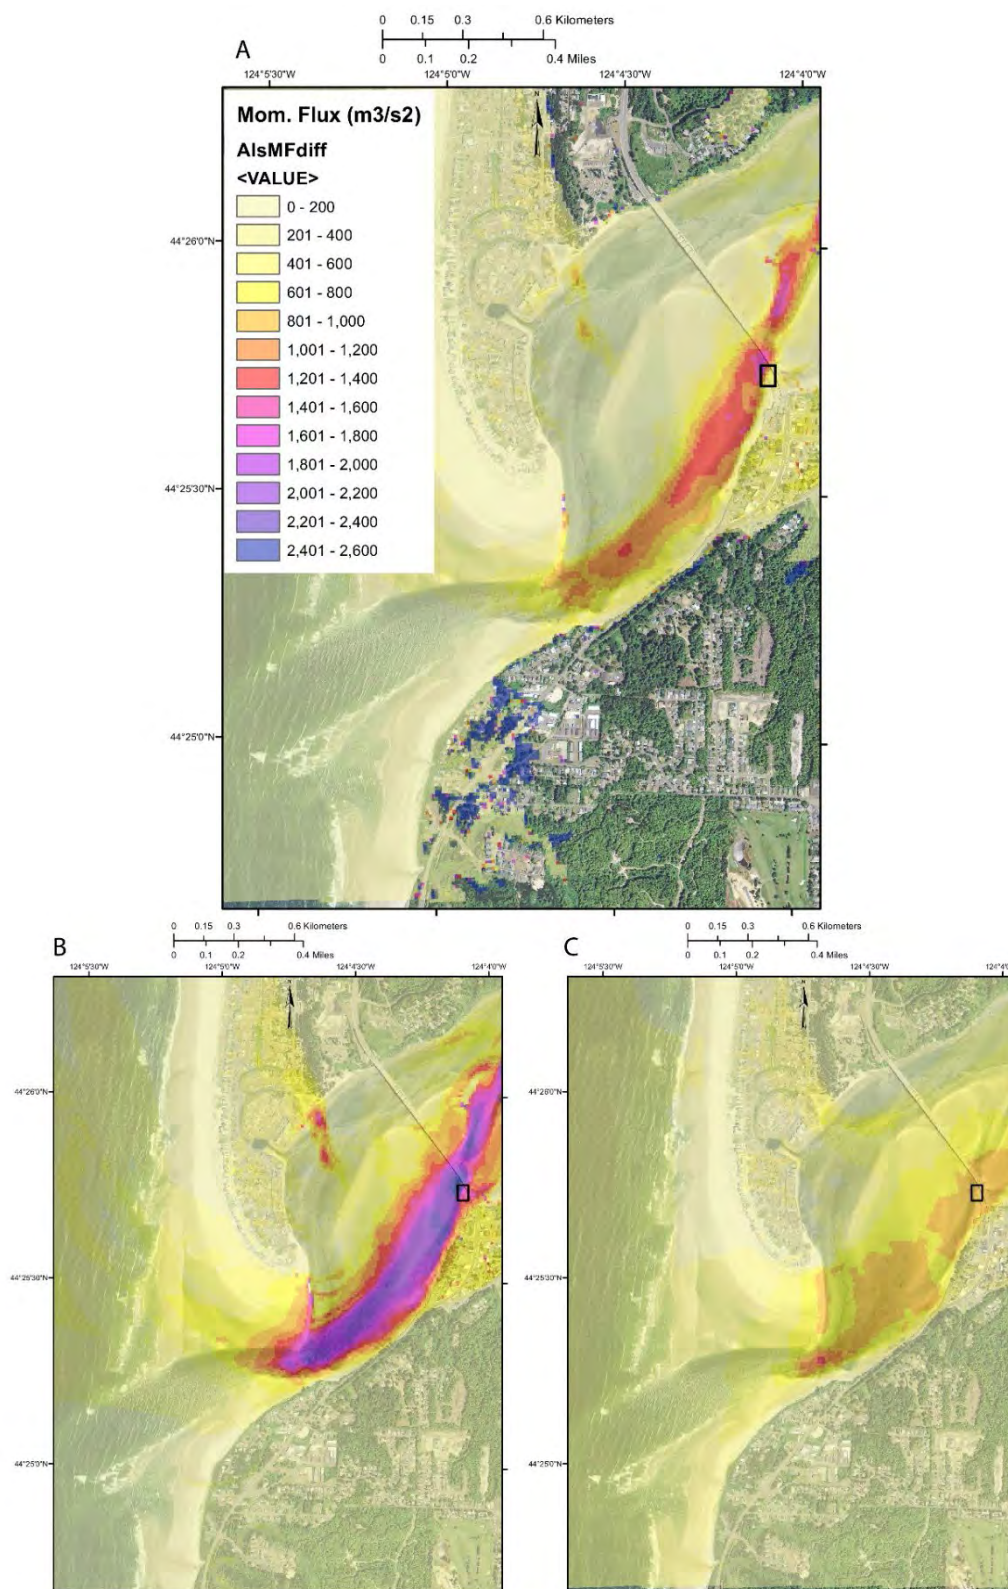 0 0.15 0.3 0.6 Kilometers
0 0.1 0.2 0.4 Miles
A
124°5'30"W 124°5'0"W 124°4'30"W 124°4'0"W
Mom. Flux (m3/s2)
AlsMFdiff
<VALUE>
0 - 200
201 - 400
401 - 600
601 - 800
801 - 1,000
1,001 - 1,200
1,201 - 1,400
1,401 - 1,600
1,601 - 1,800
1,801 - 2,000
2,001 - 2,200
2,201 - 2,400
2,401 - 2,600
N
44°26'0"N
44°25'30"N
44°25'0"N
B
0 0.15 0.3 0.6 Kilometers
0 0.1 0.2 0.4 Miles
124°5'30"W 124°5'0"W 124°4'30"W 124°4'0"W
N
44°26'0"N
44°25'30"N
44°25'0"N
C
0 0.15 0.3 0.6 Kilometers
0 0.1 0.2 0.4 Miles
124°5'30"W 124°5'0"W 124°4'30"W
N
44°26'0"N
44°25'30"N
44°25'0"N